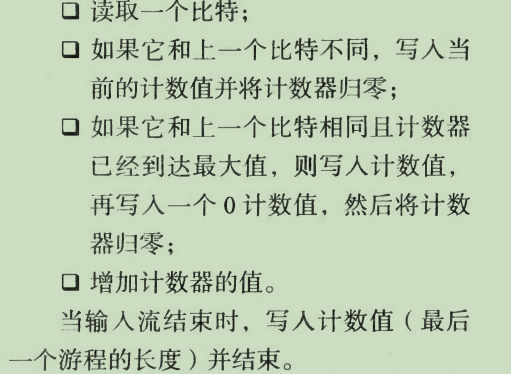 ❑ 读取一个比特；
❑ 如果它和上一个比特不同，写入当
前的计数值并将计数器归零；
❑ 如果它和上一个比特相同且计数器
已经到达最大值，则写入计数值，
再写入一个 0 计数值，然后将计数
器归零；
❑ 增加计数器的值。
当输入流结束时，写入计数值（最后
一个游程的长度）并结束。